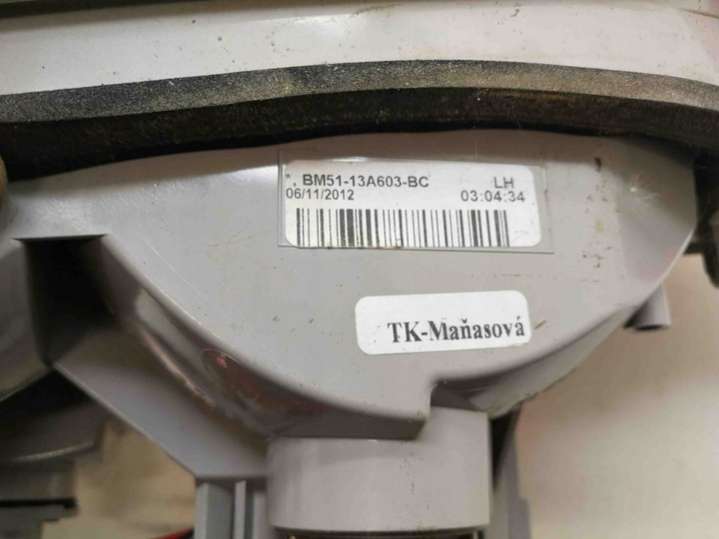 *, BM51-13A603-BC LH
06/11/2012 03:04:34
TK-Maňasová